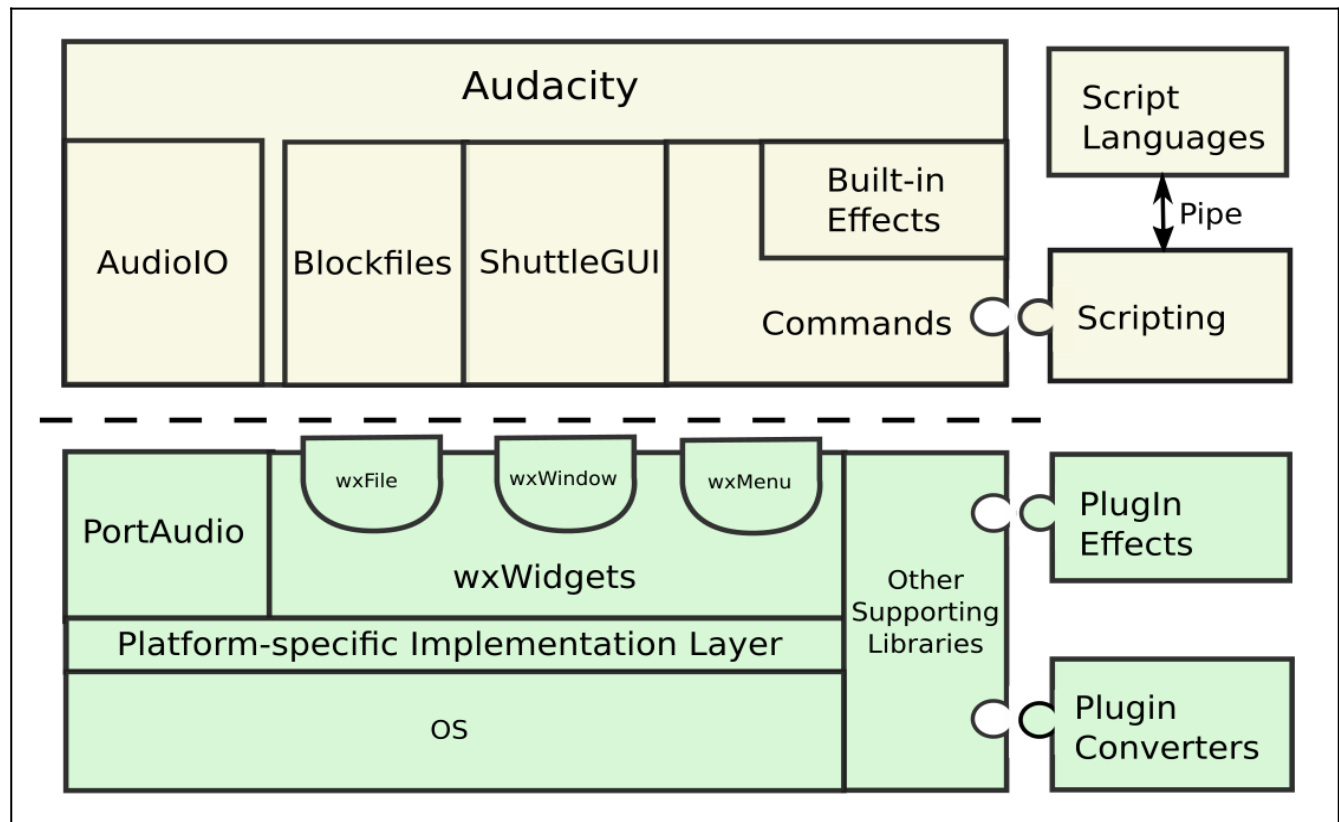 Audacity
Script
Languages
Built-in
Effects
Pipe
AudioIO
Blockfiles
ShuttleGUI
Commands
Scripting
wxFile
wxWindow
wxMenu
PortAudio
PlugIn
Effects
wxWidgets
Other
Supporting
Libraries
Platform-specific Implementation Layer
OS
Plugin
Converters